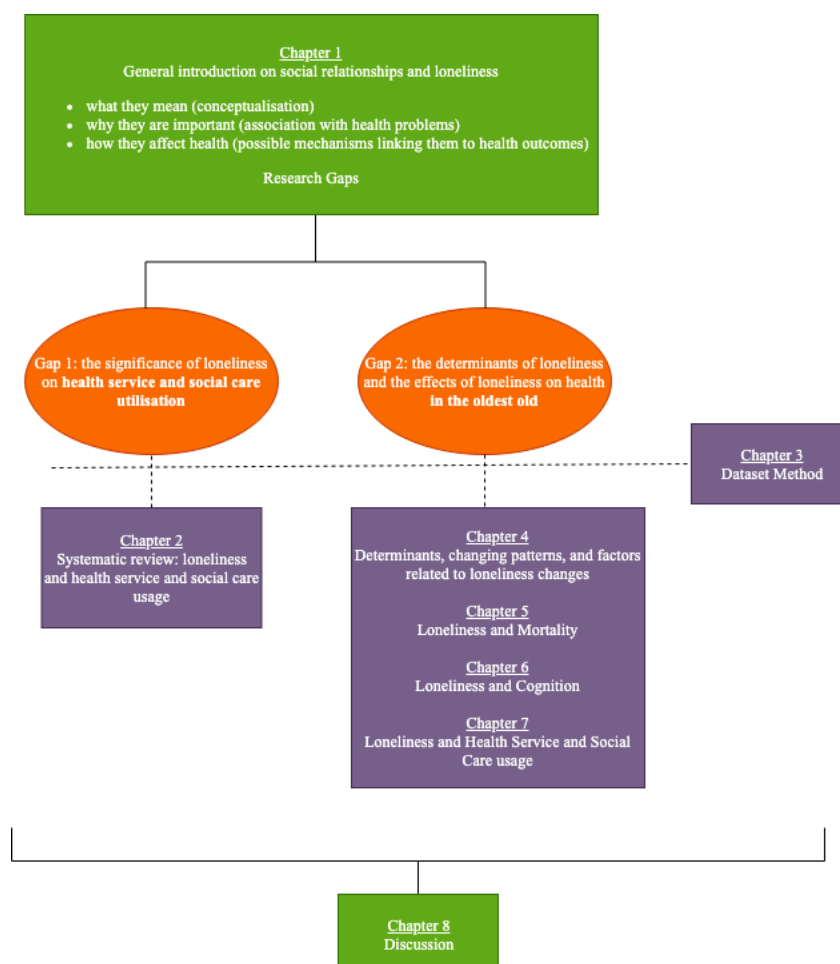 Chapter 1
General introduction on social relationships and loneliness
• what they mean (conceptualisation)
• why they are important (association with health problems)
• how they affect health (possible mechanisms linking them to health outcomes)
Research Gaps
Gap 1: the significance of loneliness
on health service and social care
utilisation
Gap 2: the determinants of loneliness
and the effects of loneliness on health
in the oldest old
Chapter 3
Dataset Method
Chapter 2
Systematic review: loneliness
and health service and social care
usage
Chapter 4
Determinants, changing patterns, and factors
related to loneliness changes
Chapter 5
Loneliness and Mortality
Chapter 6
Loneliness and Cognition
Chapter 7
Loneliness and Health Service and Social
Care usage
Chapter 8
Discussion